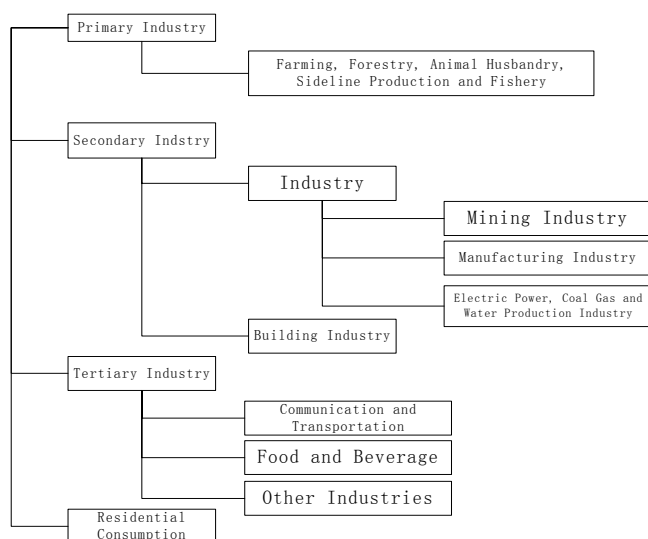 Primary Industry
Farming, Forestry, Animal Husbandry,
Sideline Production and Fishery
Secondary Indstry
Industry
Mining Industry
Manufacturing Industry
Electric Power, Coal Gas and
Water Production Industry
Building Industry
Tertiary Industry
Communication and
Transportation
Food and Beverage
Other Industries
Residential
Consumption